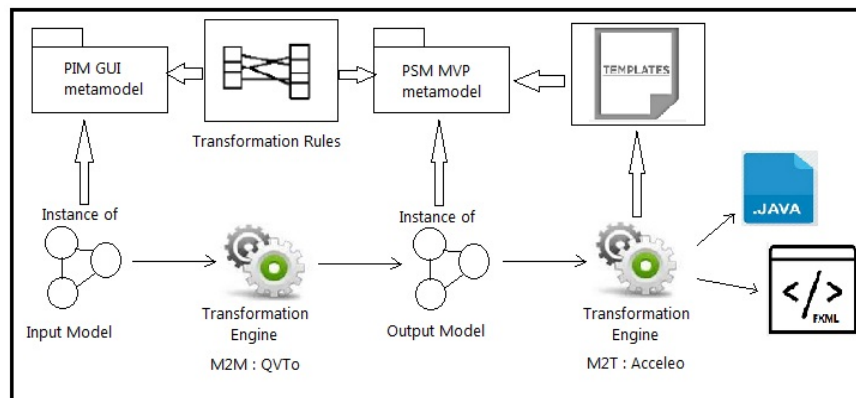 PIM GUI
metamodel
Transformation Rules
PSM MVP
metamodel
TEMPLATES
Instance of
Input Model
Transformation
Engine
M2M : QVTo
Instance of
Output Model
Transformation
Engine
M2T : Acceleo
.JAVA
</>
FXML